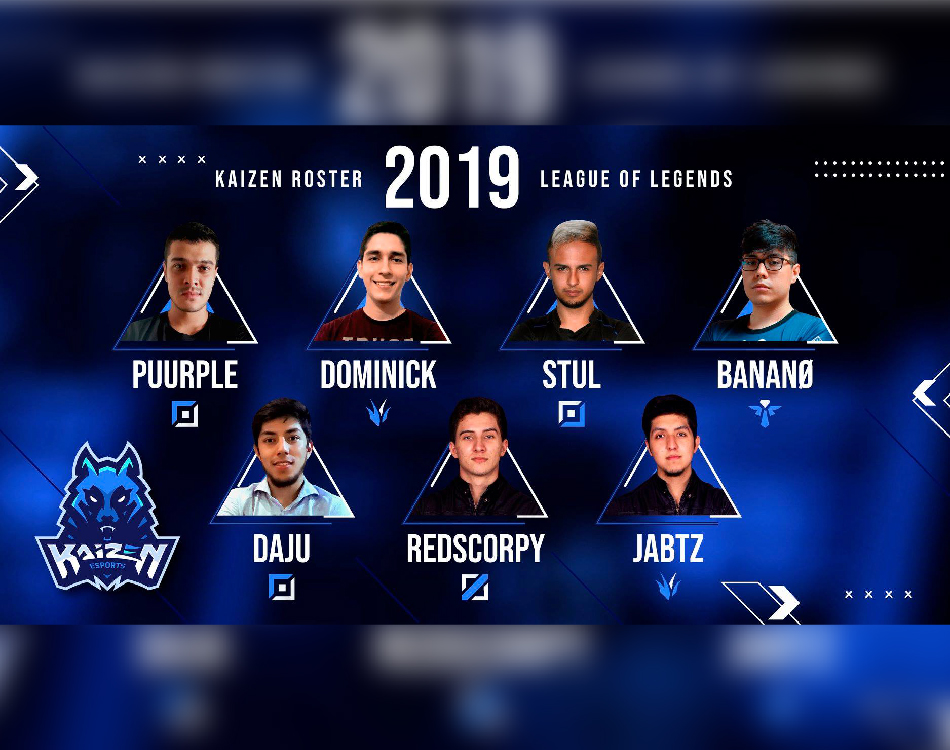 KAIZEN ROSTER 2019 LEAGUE OF LEGENDS
PUURPLE DOMINICK STUL BANANØ
DAJU REDSCORPY JABTZ
KAIZEN
ESPORTS